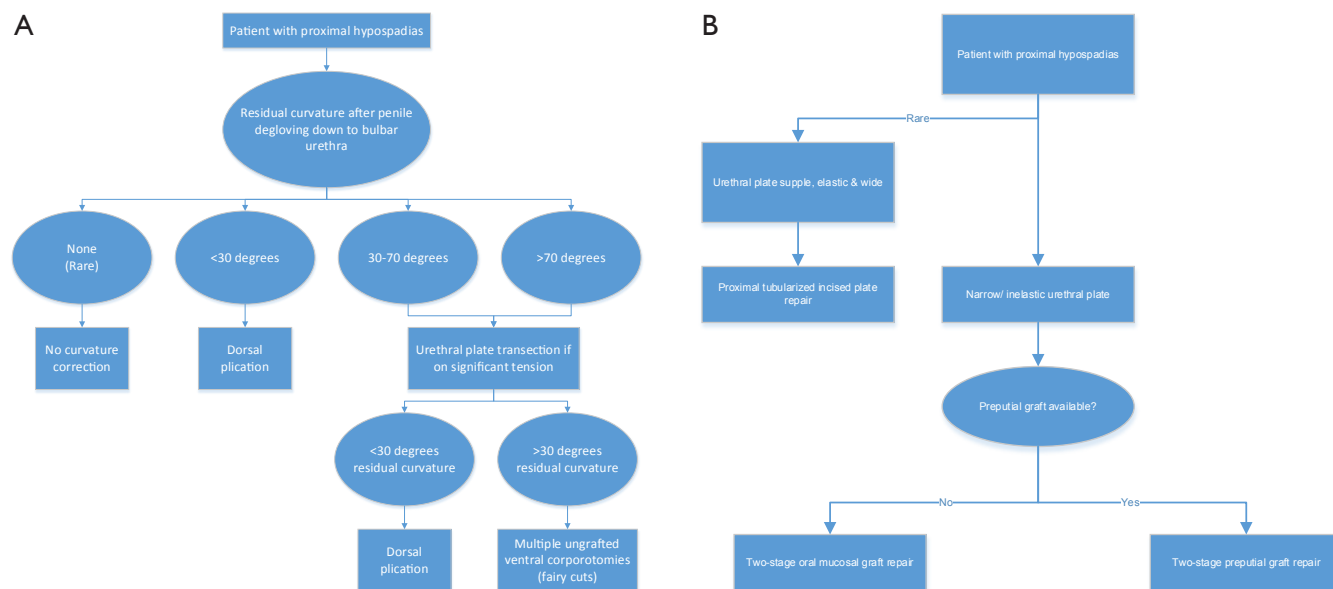 A
Patient with proximal hypospadias
Residual curvature after penile
degloving down to bulbar
urethra
None
(Rare)
<30 degrees
30-70 degrees
>70 degrees
No curvature
correction
Dorsal
plication
Urethral plate transection if
on significant tension
<30 degrees
residual curvature
>30 degrees
residual curvature
Dorsal
plication
Multiple ungrafted
ventral corporotomies
(fairy cuts)
B
Patient with proximal hypospadias
Rare
Urethral plate supple, elastic & wide
Proximal tubularized incised plate
repair
Narrow/ inelastic urethral plate
Preputial graft available?
No
Yes
Two-stage oral mucosal graft repair
Two-stage preputial graft repair